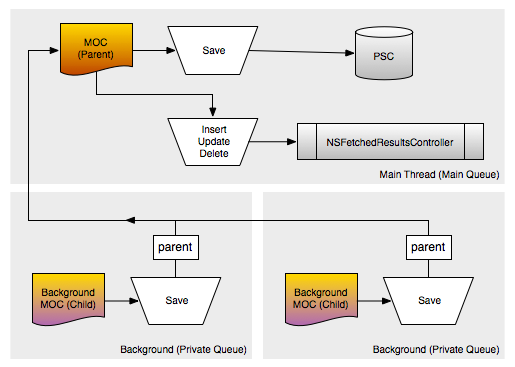 MOC
(Parent)
Save
PSC
Insert
Update
Delete
NSFetchedResultsController
Main Thread (Main Queue)
parent
Background
MOC (Child)
Save
Background (Private Queue)
parent
Background
MOC (Child)
Save
Background (Private Queue)